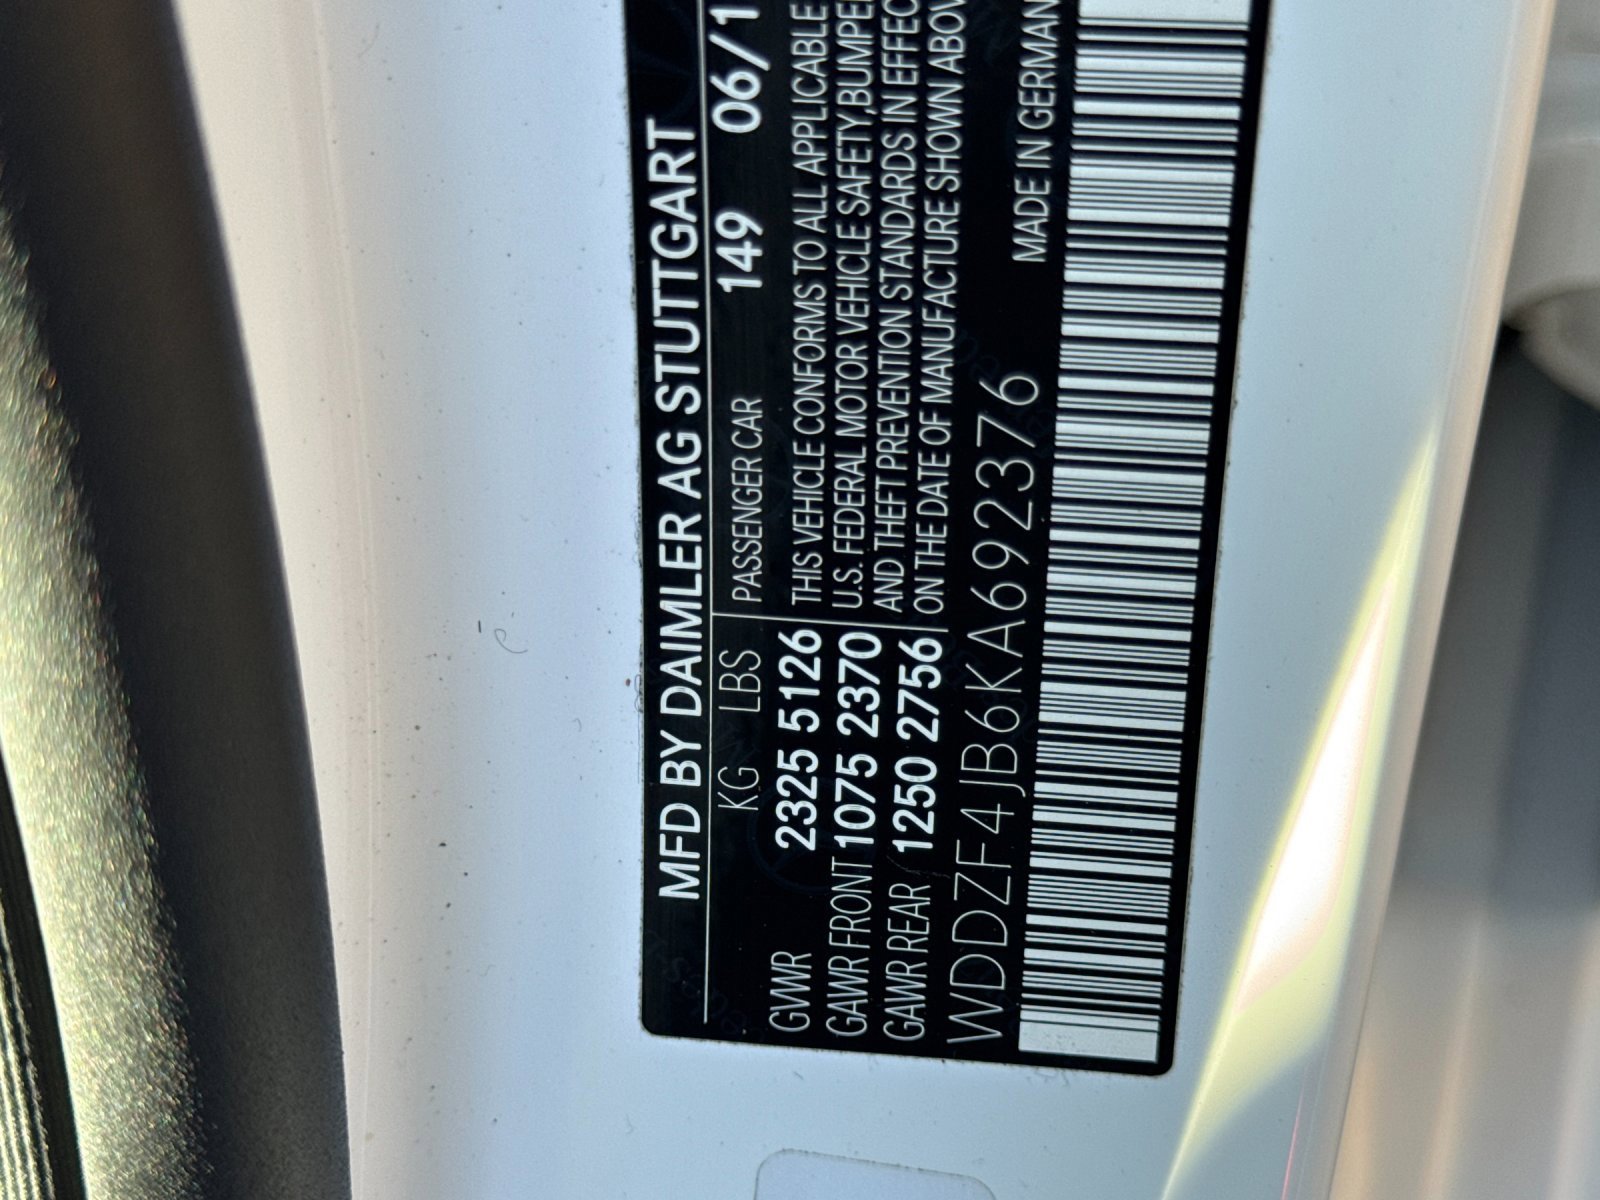 MFD BY DAIMLER AG STUTTGART
KG LBS PASSENGER CAR 149 06/1
GVWR 2325 5126
GAWR FRONT 1075 2370
GAWR REAR 1250 2756
THIS VEHICLE CONFORMS TO ALL APPLICABLE
U.S. FEDERAL MOTOR VEHICLE SAFETY,BUMPER
AND THEFT PREVENTION STANDARDS IN EFFEC
ON THE DATE OF MANUFACTURE SHOWN ABOV
MADE IN GERMAN
WDDZF4JB6KA692376